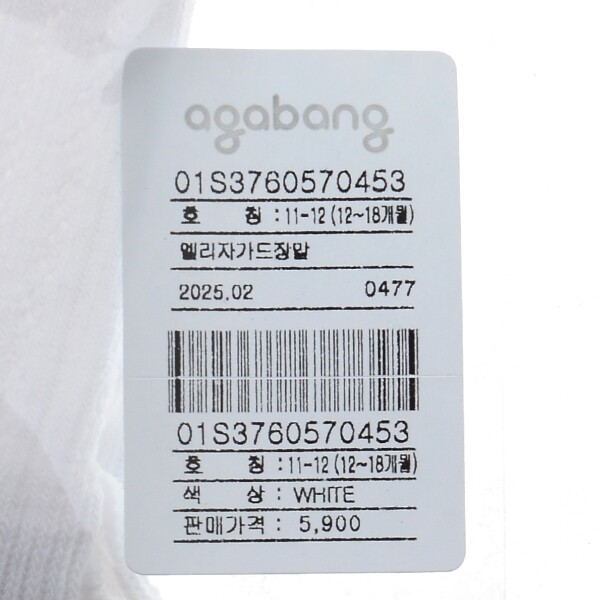 agabang
01S3760570453
호 칭 : 11-12 (12~18개월)
엘리자가드장말
2025.02 0477
01S3760570453
호 칭 : 11-12 (12~18개월)
색 상 : WHITE
판매가격 : 5,900